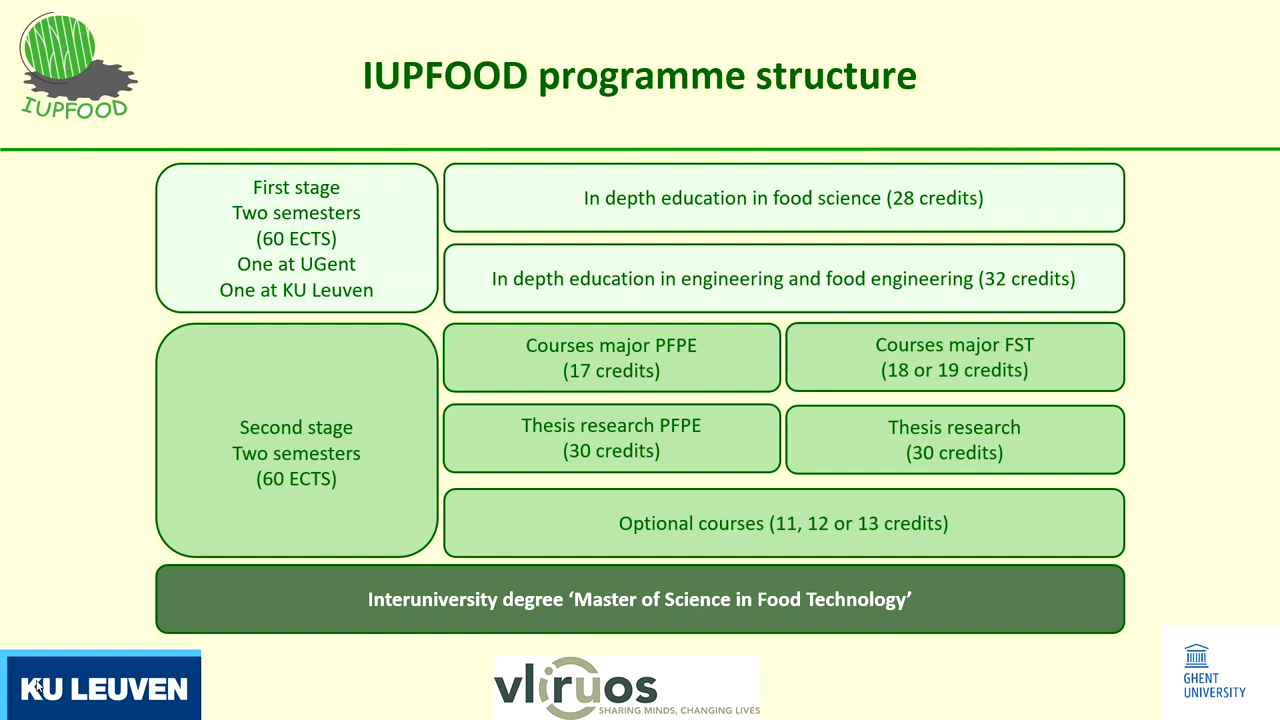 IUPFOOD
IUPFOOD programme structure
First stage
Two semesters
(60 ECTS)
One at UGent
One at KU Leuven
In depth education in food science (28 credits)
In depth education in engineering and food engineering (32 credits)
Second stage
Two semesters
(60 ECTS)
Courses major PFPE
(17 credits)
Courses major FST
(18 or 19 credits)
Thesis research PFPE
(30 credits)
Thesis research
(30 credits)
Optional courses (11, 12 or 13 credits)
Interuniversity degree ‘Master of Science in Food Technology’
KU LEUVEN
vliruos
SHARING MINDS, CHANGING LIVES
GHENT
UNIVERSITY